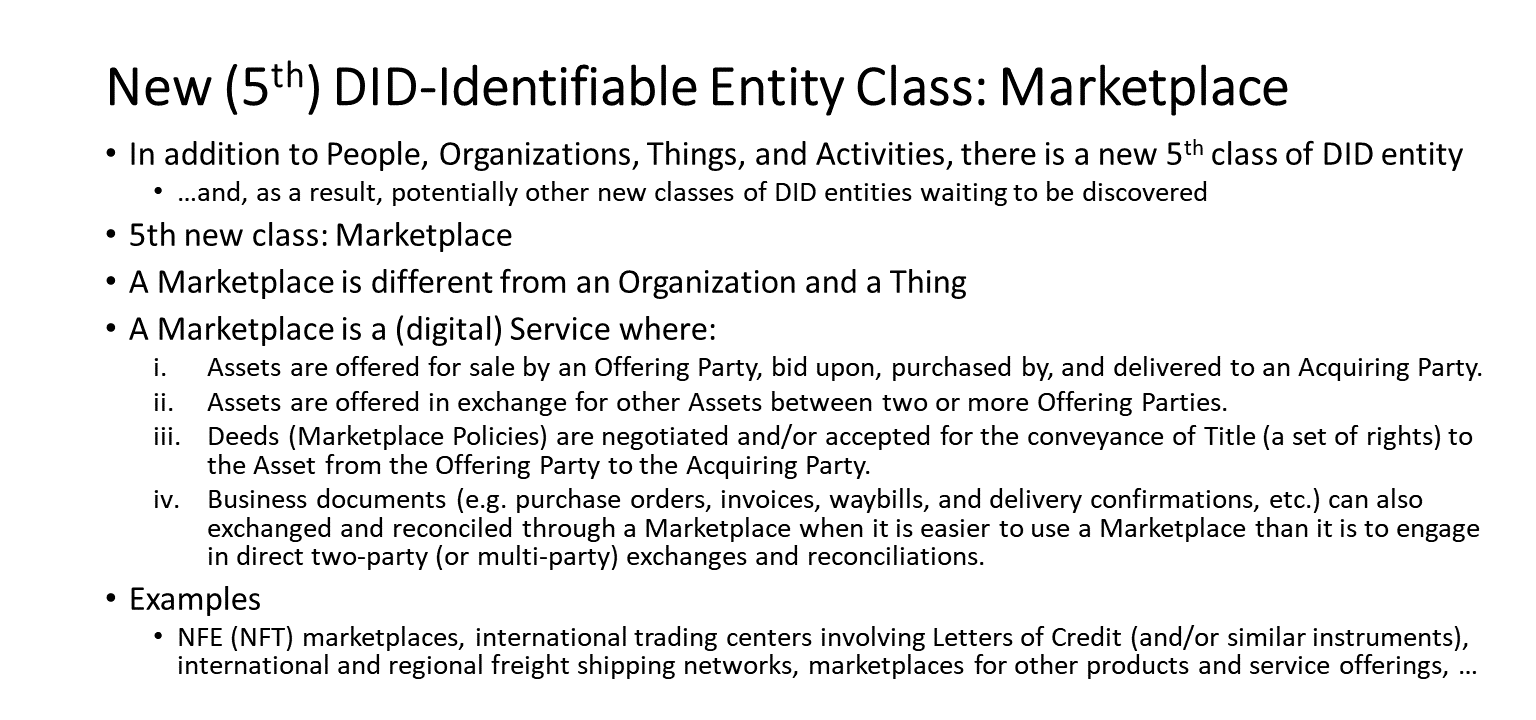 New (5th) DID-Identifiable Entity Class: Marketplace
• In addition to People, Organizations, Things, and Activities, there is a new 5th class of DID entity
• …and, as a result, potentially other new classes of DID entities waiting to be discovered
• 5th new class: Marketplace
• A Marketplace is different from an Organization and a Thing
• A Marketplace is a (digital) Service where:
i. Assets are offered for sale by an Offering Party, bid upon, purchased by, and delivered to an Acquiring Party.
ii. Assets are offered in exchange for other Assets between two or more Offering Parties.
iii. Deeds (Marketplace Policies) are negotiated and/or accepted for the conveyance of Title (a set of rights) to
the Asset from the Offering Party to the Acquiring Party.
iv. Business documents (e.g. purchase orders, invoices, waybills, and delivery confirmations, etc.) can also
exchanged and reconciled through a Marketplace when it is easier to use a Marketplace than it is to engage
in direct two-party (or multi-party) exchanges and reconciliations.
• Examples
• NFE (NFT) marketplaces, international trading centers involving Letters of Credit (and/or similar instruments),
international and regional freight shipping networks, marketplaces for other products and service offerings, …